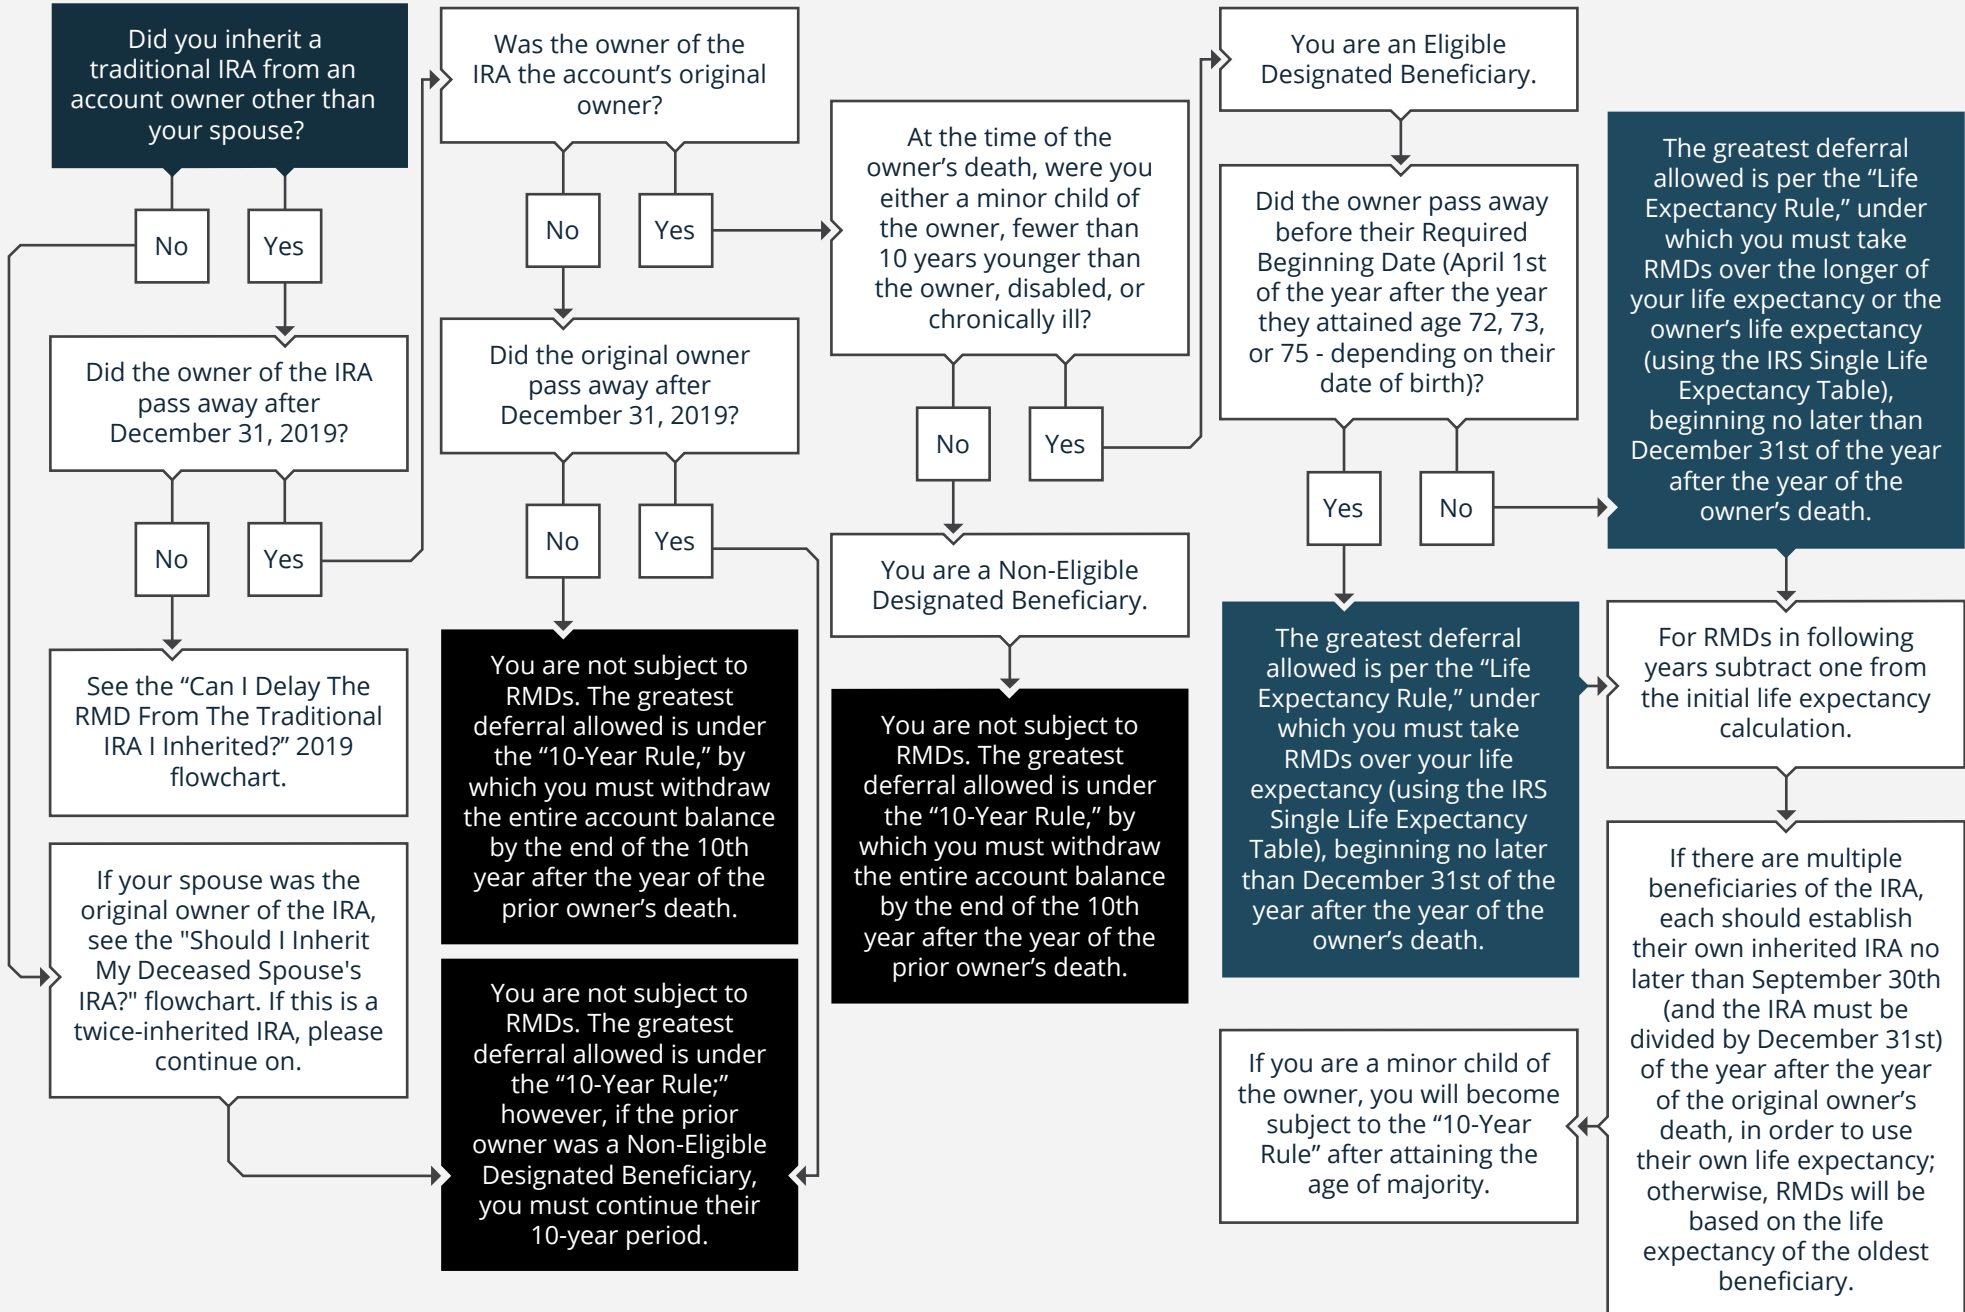 Did you inherit a
traditional IRA from an
account owner other than
your spouse?
No
Yes
Did the owner of the IRA
pass away after
December 31, 2019?
No
Yes
See the “Can I Delay The
RMD From The Traditional
IRA I Inherited?” 2019
flowchart.
If your spouse was the
original owner of the IRA,
see the "Should I Inherit
My Deceased Spouse's
IRA?" flowchart. If this is a
twice-inherited IRA, please
continue on.
Was the owner of the
IRA the account’s original
owner?
No
Yes
Did the original owner
pass away after
December 31, 2019?
No
Yes
You are not subject to
RMDs. The greatest
deferral allowed is under
the “10-Year Rule,” by
which you must withdraw
the entire account balance
by the end of the 10th
year after the year of the
prior owner’s death.
You are not subject to
RMDs. The greatest
deferral allowed is under
the “10-Year Rule;”
however, if the prior
owner was a Non-Eligible
Designated Beneficiary,
you must continue their
10-year period.
At the time of the
owner’s death, were you
either a minor child of
the owner, fewer than
10 years younger than
the owner, disabled, or
chronically ill?
No
Yes
You are a Non-Eligible
Designated Beneficiary.
You are not subject to
RMDs. The greatest
deferral allowed is under
the “10-Year Rule,” by
which you must withdraw
the entire account balance
by the end of the 10th
year after the year of the
prior owner’s death.
You are an Eligible
Designated Beneficiary.
Did the owner pass away
before their Required
Beginning Date (April 1st
of the year after the year
they attained age 72, 73,
or 75 - depending on their
date of birth)?
Yes
No
The greatest deferral
allowed is per the “Life
Expectancy Rule,” under
which you must take
RMDs over your life
expectancy (using the IRS
Single Life Expectancy
Table), beginning no later
than December 31st of the
year after the year of the
owner’s death.
The greatest deferral
allowed is per the “Life
Expectancy Rule,” under
which you must take
RMDs over the longer of
your life expectancy or the
owner’s life expectancy
(using the IRS Single Life
Expectancy Table),
beginning no later than
December 31st of the year
after the year of the
owner’s death.
For RMDs in following
years subtract one from
the initial life expectancy
calculation.
If there are multiple
beneficiaries of the IRA,
each should establish
their own inherited IRA no
later than September 30th
(and the IRA must be
divided by December 31st)
of the year after the year
of the original owner’s
death, in order to use
their own life expectancy;
otherwise, RMDs will be
based on the life
expectancy of the oldest
beneficiary.
If you are a minor child of
the owner, you will become
subject to the “10-Year
Rule” after attaining the
age of majority.